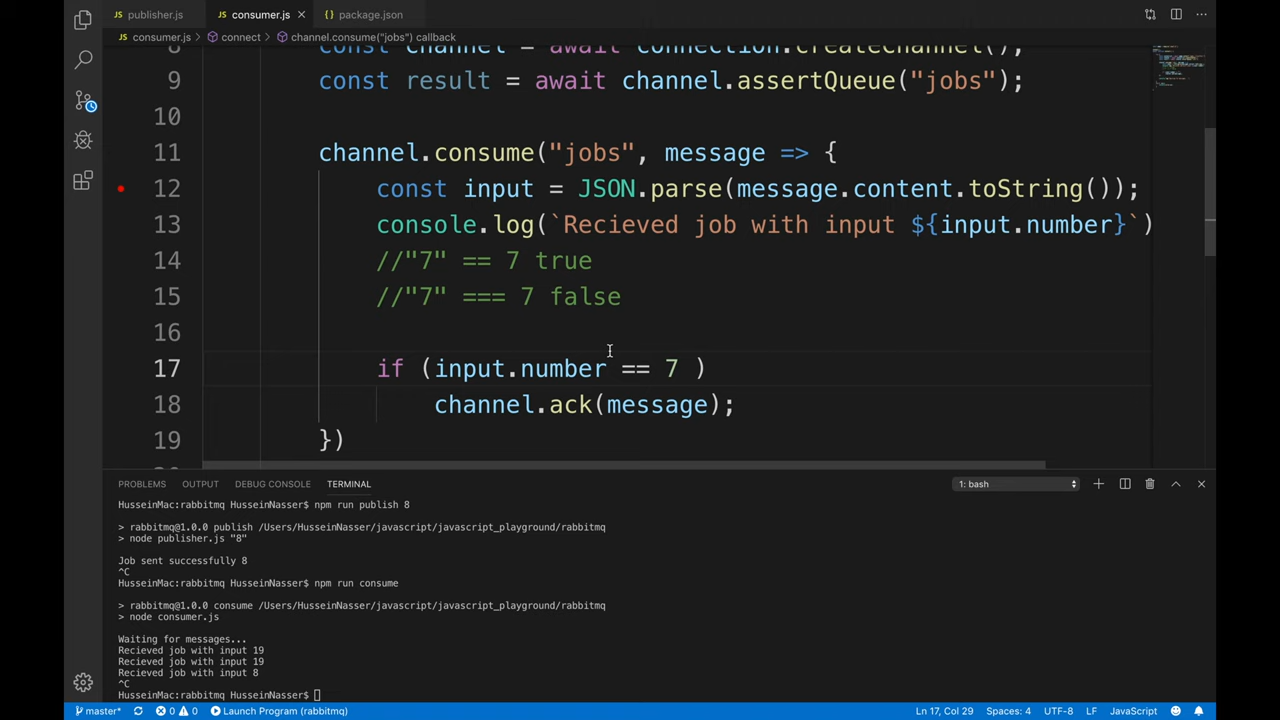 publisher.js consumer.js package.json
consumer.js connect channel.consume("jobs") callback
8 const channel = await connection.createChannel();
9 const result = await channel.assertQueue("jobs");
10
11 channel.consume("jobs", message => {
12 const input = JSON.parse(message.content.toString());
13 console.log(`Recieved job with input ${input.number}`)
14 //"7" == 7 true
15 //"7" === 7 false
16
17 if (input.number == 7 )
18 channel.ack(message);
19 })
PROBLEMS OUTPUT DEBUG CONSOLE TERMINAL 1: bash
HusseinMac:rabbitmq HusseinNasser$ npm run publish 8
> rabbitmq@1.0.0 publish /Users/HusseinNasser/javascript/javascript_playground/rabbitmq
> node publisher.js "8"
Job sent successfully 8
^C
HusseinMac:rabbitmq HusseinNasser$ npm run consume
> rabbitmq@1.0.0 consume /Users/HusseinNasser/javascript/javascript_playground/rabbitmq
> node consumer.js
Waiting for messages...
Recieved job with input 19
Recieved job with input 19
Recieved job with input 8
^C
HusseinMac:rabbitmq HusseinNasser$
master* 0 0 Launch Program (rabbitmq) Ln 17, Col 29 Spaces: 4 UTF-8 LF JavaScript